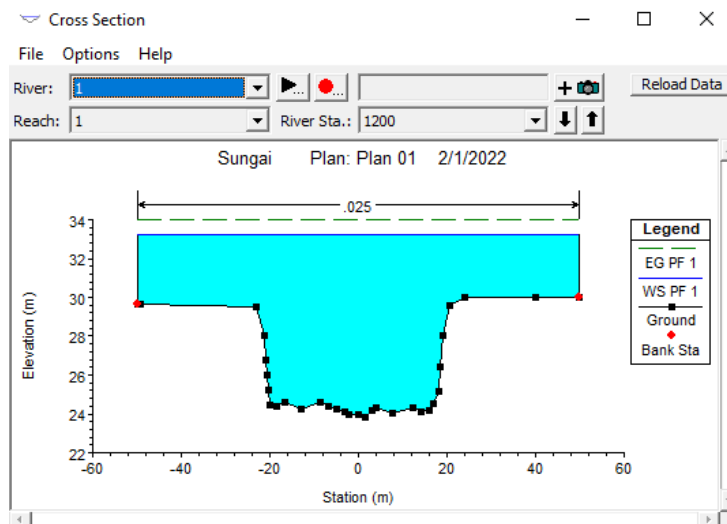 Cross Section
File Options Help
River: 1
Reload Data
Reach: 1 River Sta.: 1200
Sungai Plan: Plan 01 2/1/2022
.025
34
32
30
28
26
24
22
-60 -40 -20 0 20 40 60
Elevation (m)
Station (m)
Legend
EG PF 1
WS PF 1
Ground
Bank Sta